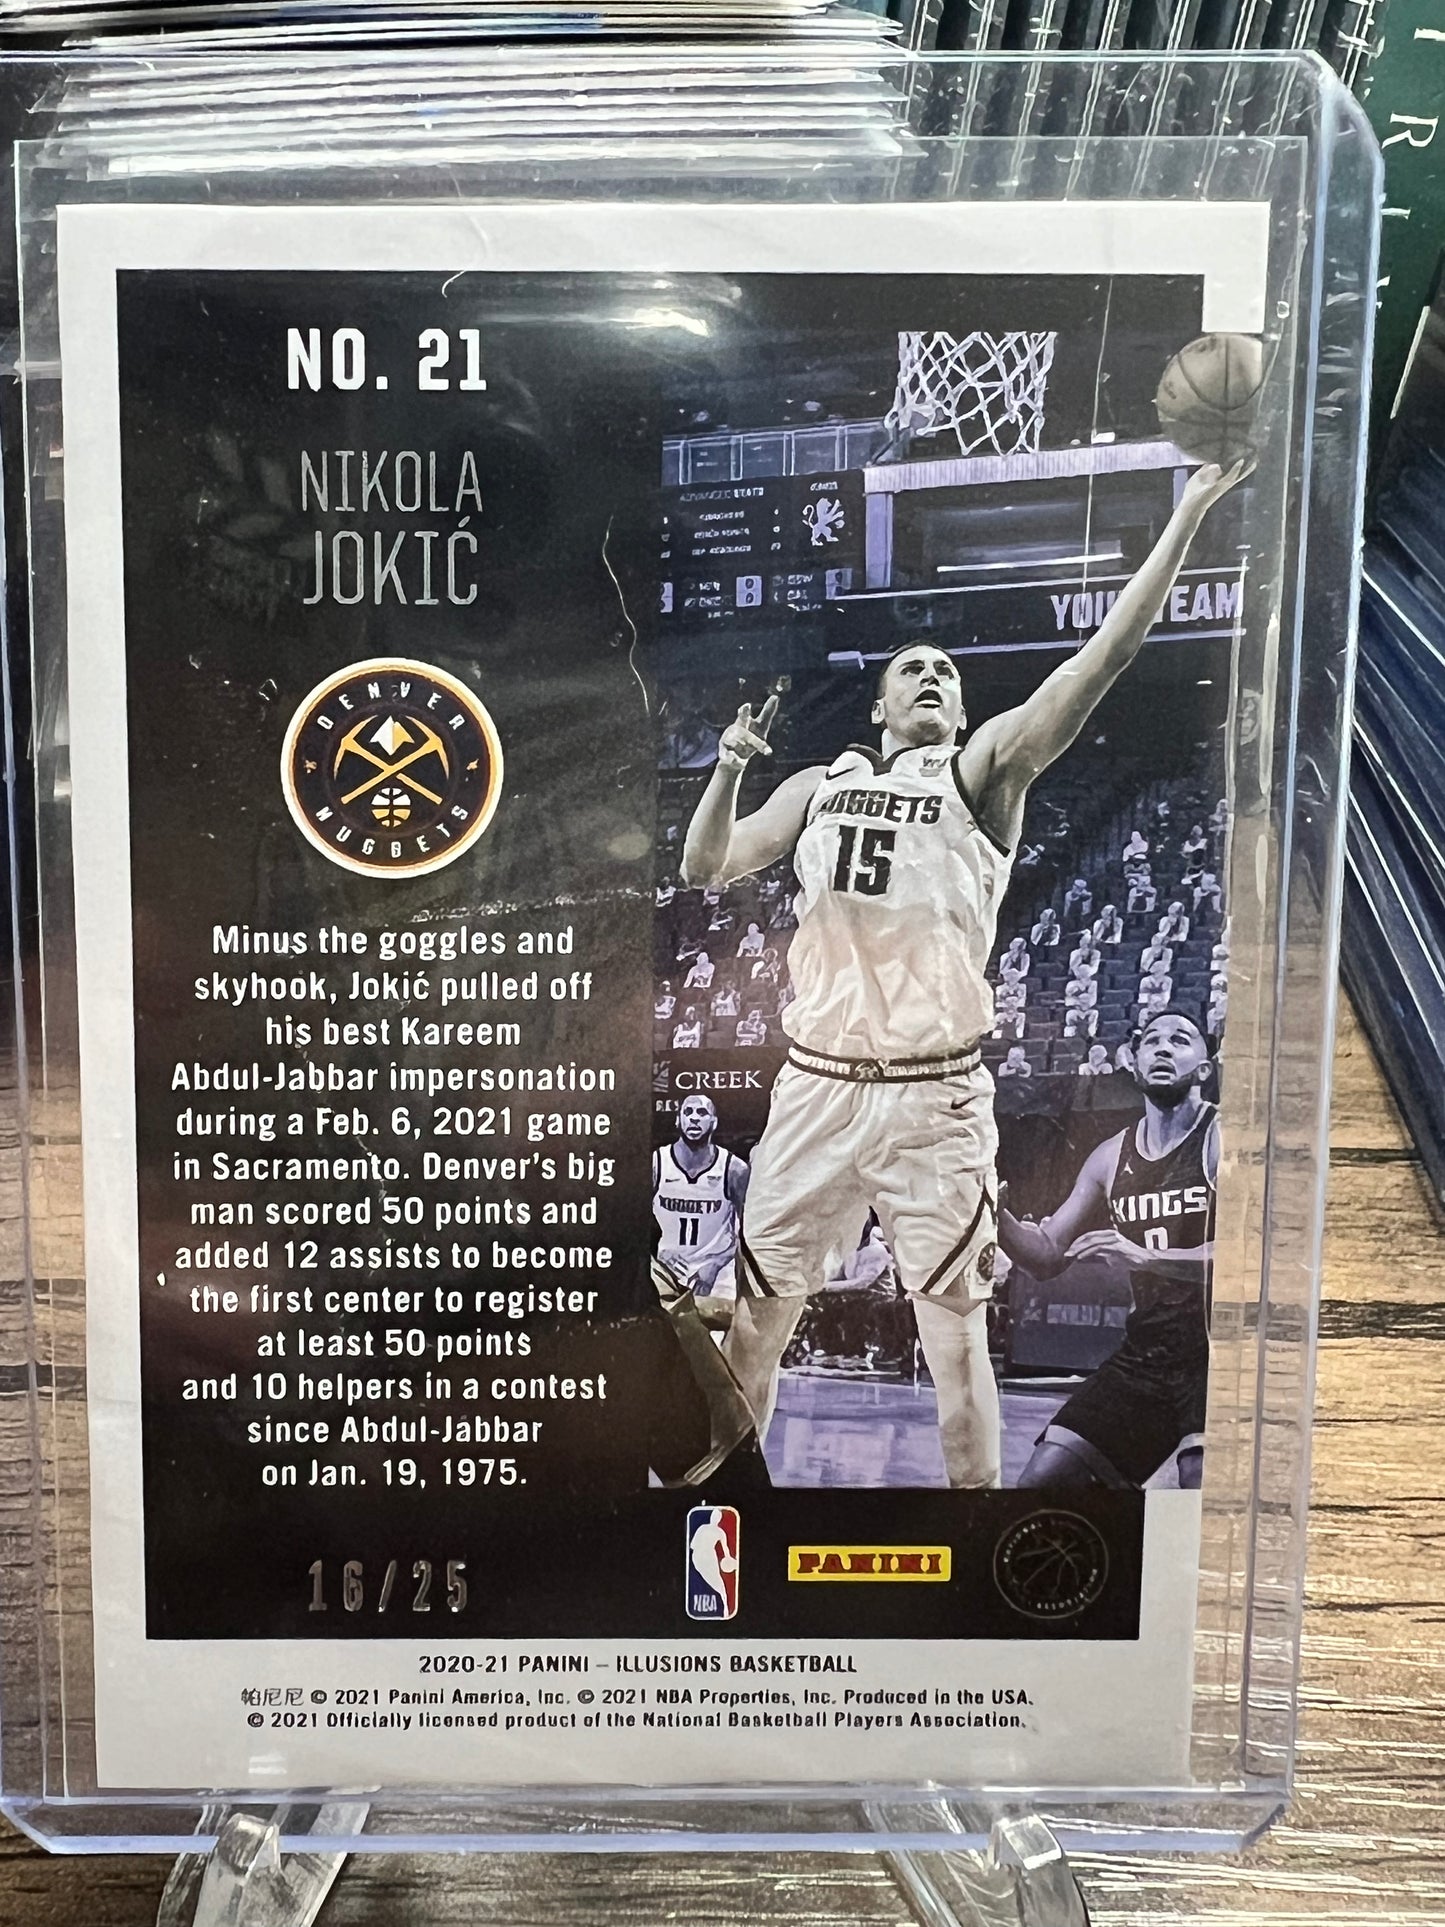 NO. 21
NIKOLA
JOKIĆ
DENVER
NUGGETS
Minus the goggles and
skyhook, Jokić pulled off
his best Kareem
Abdul-Jabbar impersonation
during a Feb. 6, 2021 game
in Sacramento. Denver's big
man scored 50 points and
added 12 assists to become
the first center to register
at least 50 points
and 10 helpers in a contest
since Abdul-Jabbar
on Jan. 19, 1975.
16/25
YOUR TEAM
NUGGETS
15
CREEK
NUGGETS
11
KINGS
0
NBA
PANINI
2020-21 PANINI – ILLUSIONS BASKETBALL
帕尼尼 © 2021 Panini America, Inc. © 2021 NBA Properties, Inc. Produced in the USA.
© 2021 Officially licensed product of the National Basketball Players Association.
R